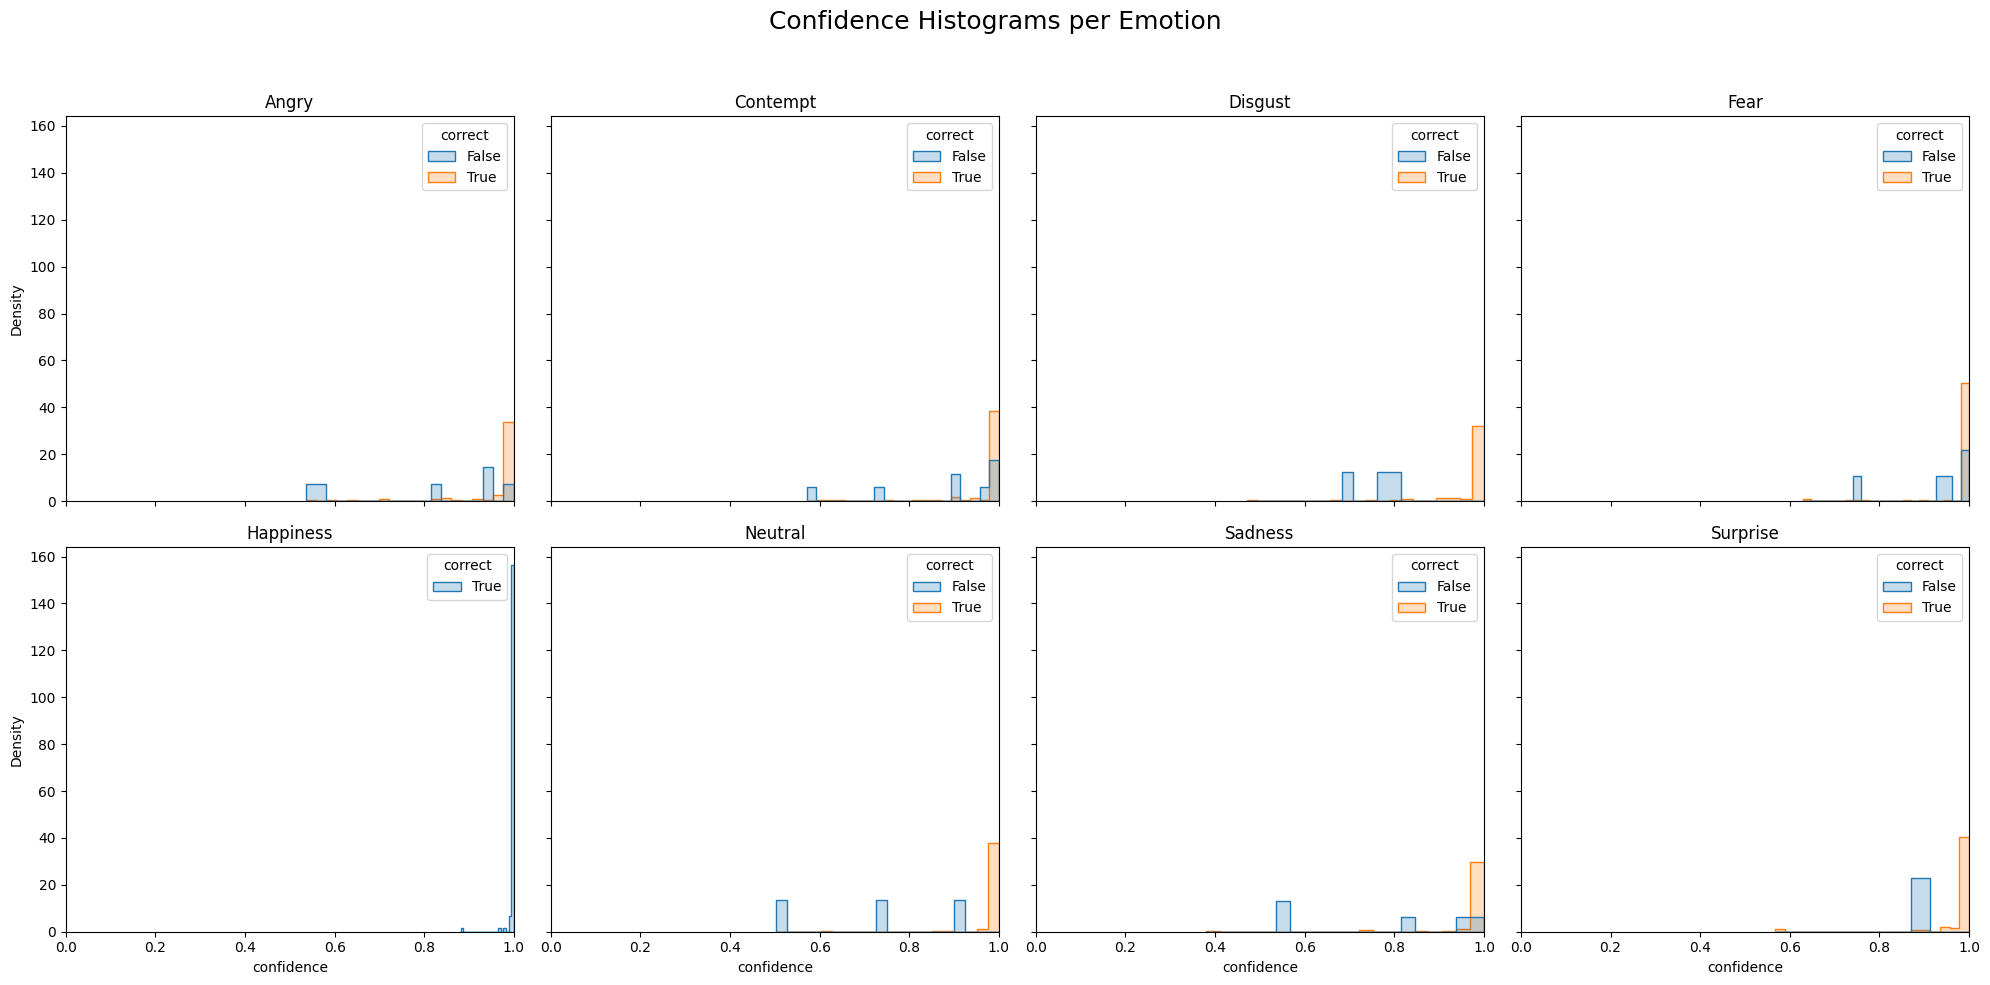 Confidence Histograms per Emotion
Angry
Contempt
Disgust
Fear
160
140
120
100
80
60
40
20
0
Density
correct
False
True
correct
False
True
correct
False
True
correct
False
True
Happiness
Neutral
Sadness
Surprise
160
140
120
100
80
60
40
20
0
Density
correct
True
correct
False
True
correct
False
True
correct
False
True
0.0 0.2 0.4 0.6 0.8 1.0
0.0 0.2 0.4 0.6 0.8 1.0
0.0 0.2 0.4 0.6 0.8 1.0
0.0 0.2 0.4 0.6 0.8 1.0
confidence
confidence
confidence
confidence